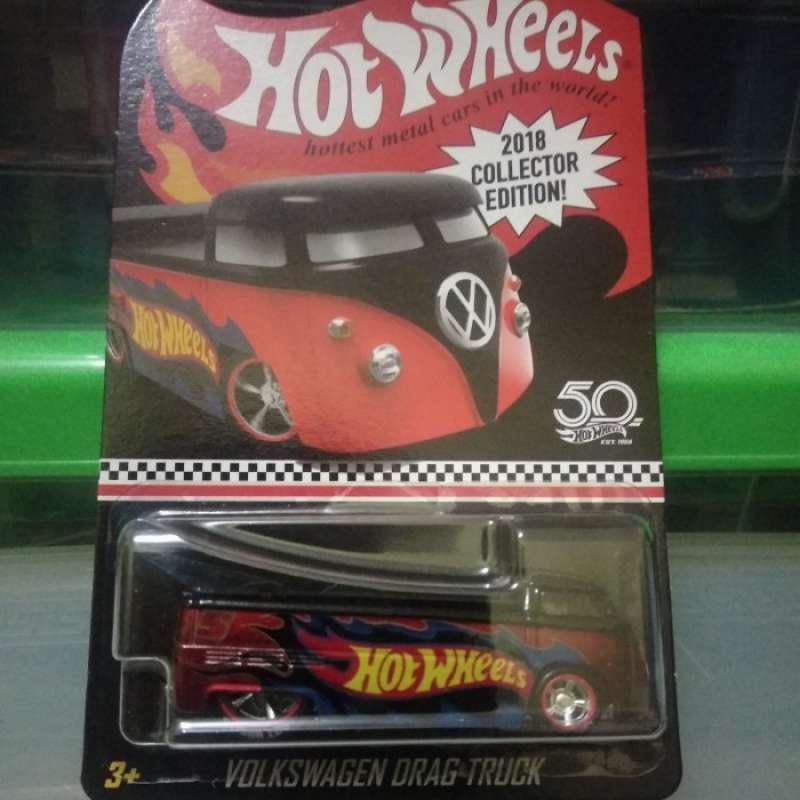 HOT WHEELS
hottest metal cars in the world!
2018
COLLECTOR
EDITION!
HOT WHEELS
50
HOT WHEELS
EST. 1968
HOT WHEELS
3+
VOLKSWAGEN DRAG TRUCK